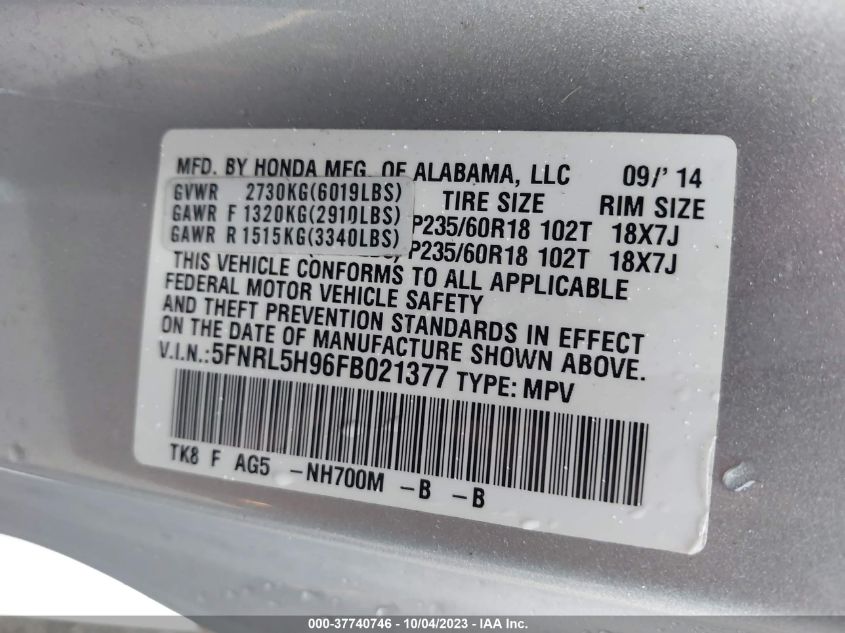 MFD. BY HONDA MFG. OF ALABAMA, LLC 09/' 14
GVWR 2730KG(6019LBS) TIRE SIZE RIM SIZE
GAWR F 1320KG(2910LBS) P235/60R18 102T 18X7J
GAWR R 1515KG(3340LBS) P235/60R18 102T 18X7J
THIS VEHICLE CONFORMS TO ALL APPLICABLE
FEDERAL MOTOR VEHICLE SAFETY
AND THEFT PREVENTION STANDARDS IN EFFECT
ON THE DATE OF MANUFACTURE SHOWN ABOVE.
V.I.N.:5FNRL5H96FB021377 TYPE: MPV
TK8 F AG5 -NH700M -B -B
000-37740746 - 10/04/2023 - IAA Inc.